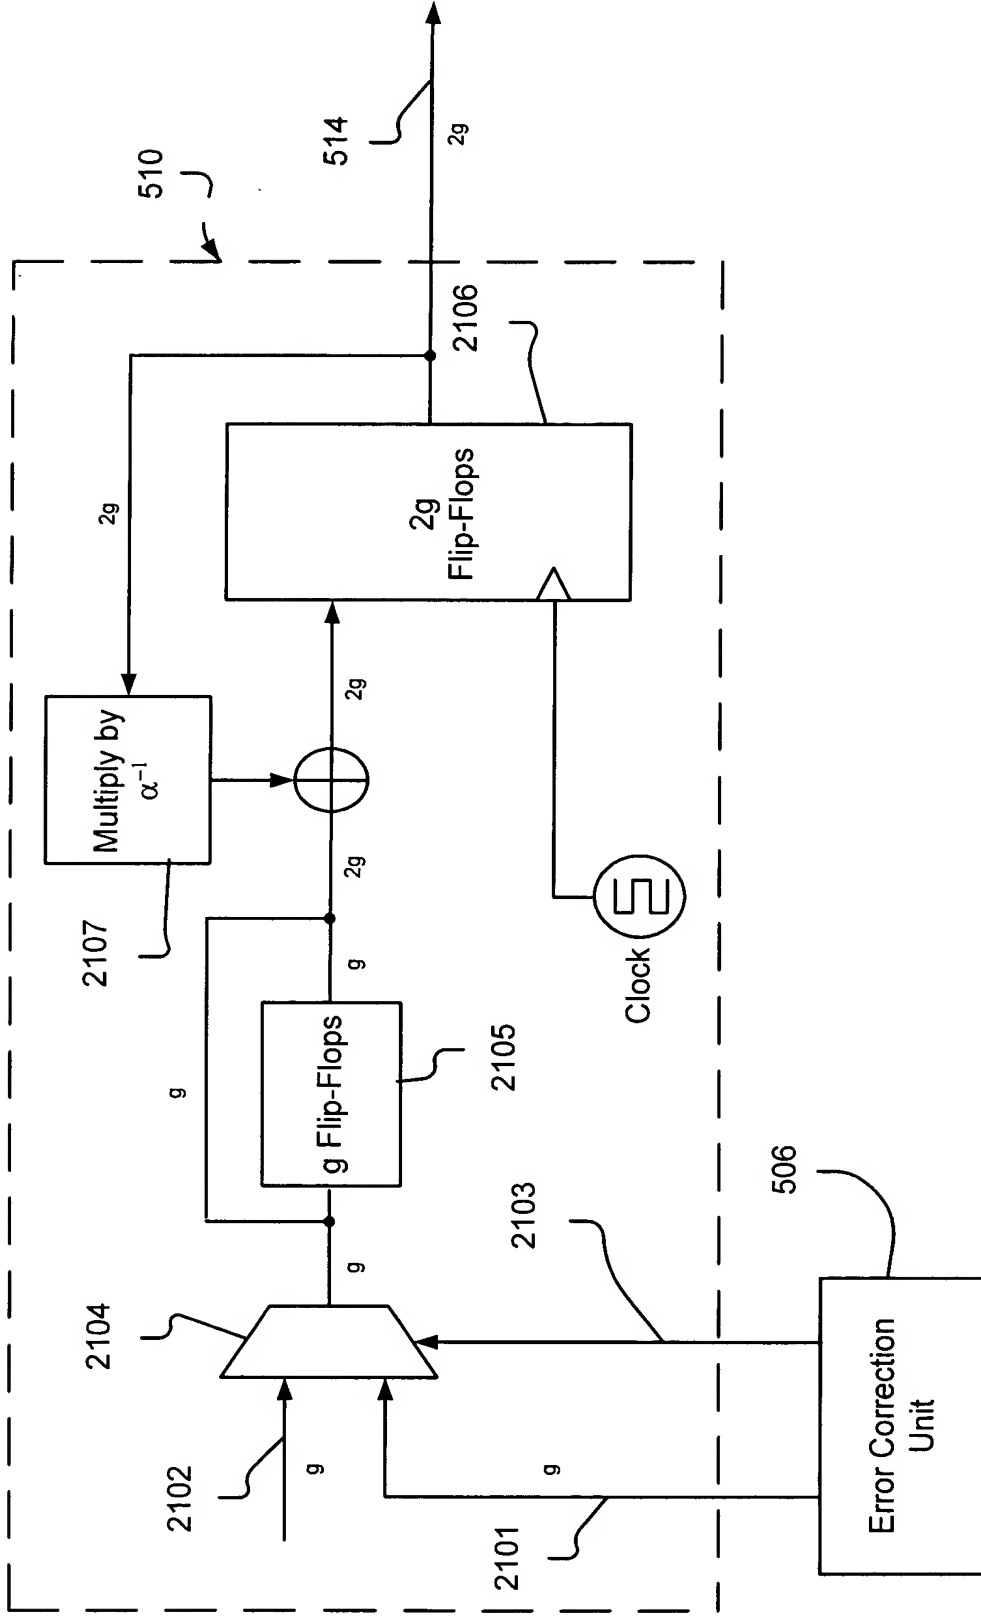 510
514
2g
2g
2107
Multiply by
α⁻¹
2106
2g
Flip-Flops
2g
2g
g
g
g Flip-Flops
2105
g
2104
2102
g
g
2101
2103
Clock
506
Error Correction
Unit